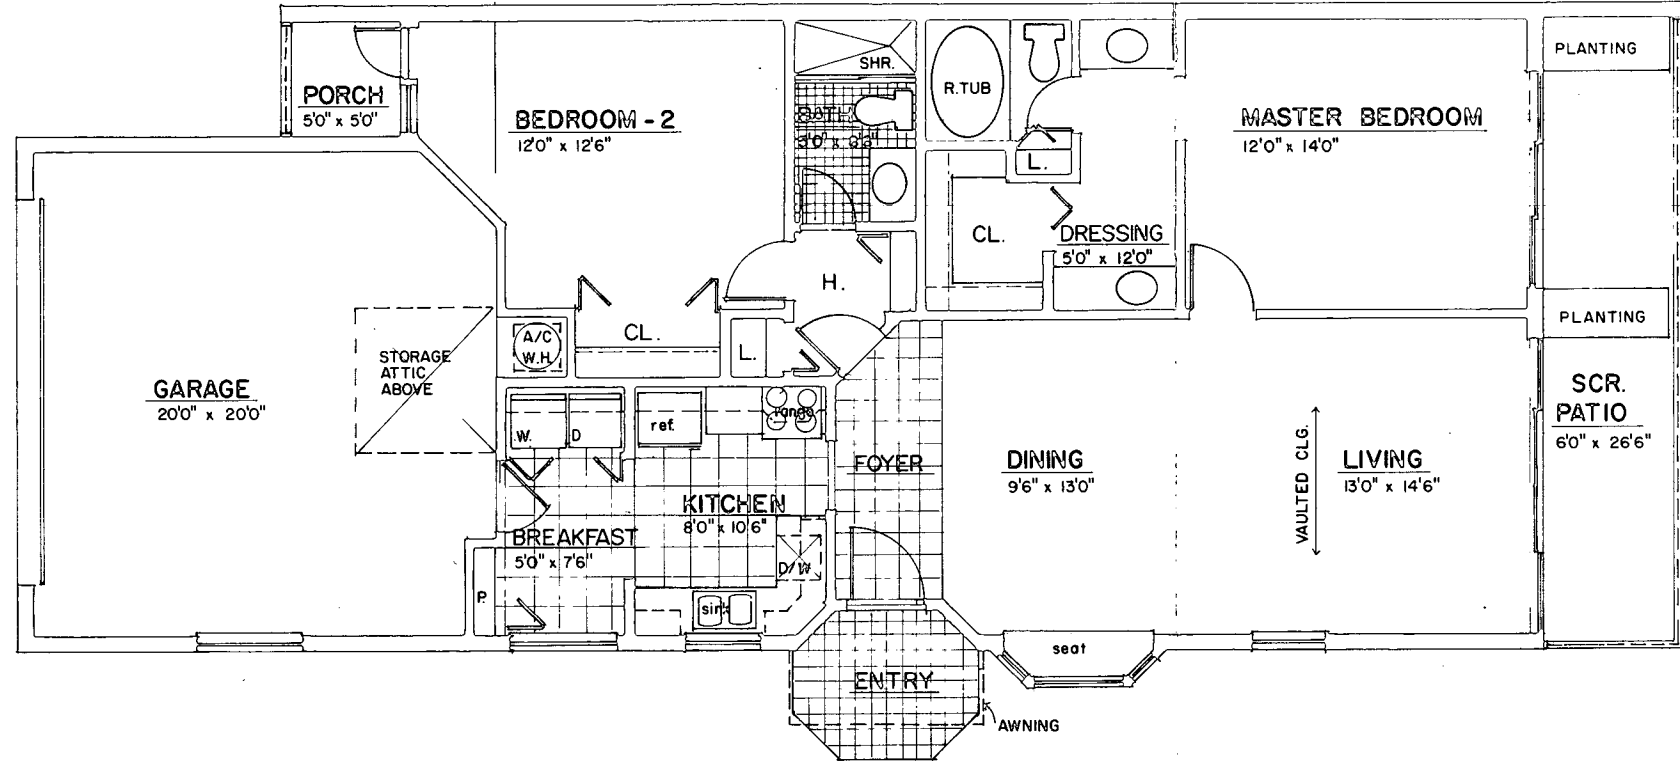 PORCH
5'0" x 5'0"
BEDROOM - 2
12'0" x 12'6"
SHR.
BATH
5'0" x
R.TUB
L.
CL.
DRESSING
5'0" x 12'0"
MASTER BEDROOM
12'0" x 14'0"
PLANTING
PLANTING
SCR.
PATIO
6'0" x 26'6"
GARAGE
20'0" x 20'0"
STORAGE
ATTIC
ABOVE
A/C
W.H.
CL.
L.
H.
W.
D
ref.
range
KITCHEN
8'0" x 10'6"
BREAKFAST
5'0" x 7'6"
D/W
P.
sink
FOYER
DINING
9'6" x 13'0"
VAULTED CLG.
LIVING
13'0" x 14'6"
seat
ENTRY
AWNING